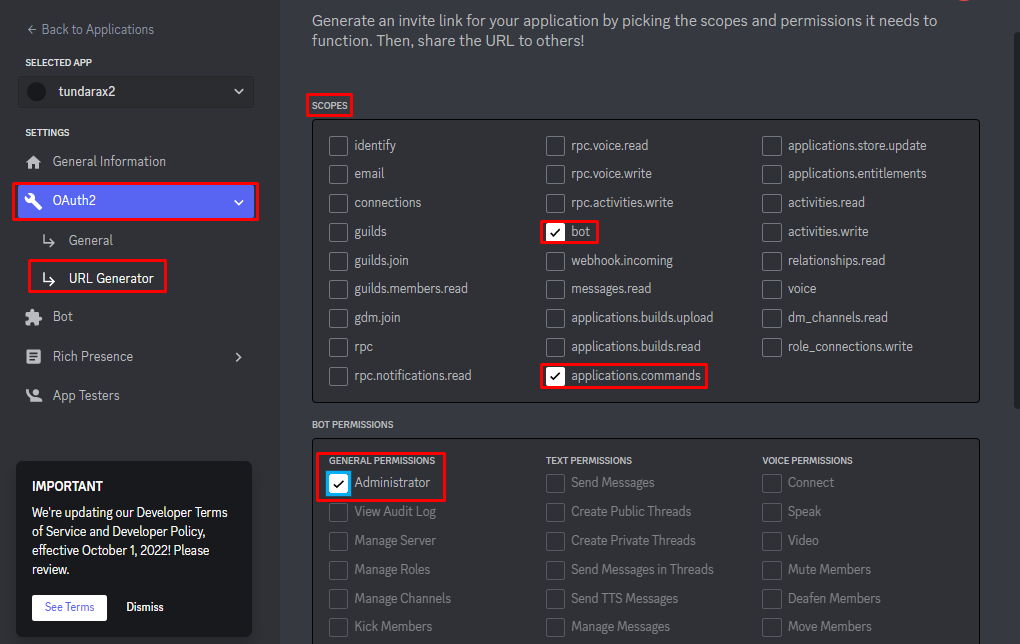 ← Back to Applications
SELECTED APP
tundarax2
SETTINGS
General Information
OAuth2
General
URL Generator
Bot
Rich Presence
App Testers
IMPORTANT
We're updating our Developer Terms
of Service and Developer Policy,
effective October 1, 2022! Please
review.
See Terms
Dismiss
Generate an invite link for your application by picking the scopes and permissions it needs to
function. Then, share the URL to others!
SCOPES
identify
email
connections
guilds
guilds.join
guilds.members.read
gdm.join
rpc
rpc.notifications.read
rpc.voice.read
rpc.voice.write
rpc.activities.write
bot
webhook.incoming
messages.read
applications.builds.upload
applications.builds.read
applications.commands
applications.store.update
applications.entitlements
activities.read
activities.write
relationships.read
voice
dm_channels.read
role_connections.write
BOT PERMISSIONS
GENERAL PERMISSIONS
Administrator
View Audit Log
Manage Server
Manage Roles
Manage Channels
Kick Members
TEXT PERMISSIONS
Send Messages
Create Public Threads
Create Private Threads
Send Messages in Threads
Send TTS Messages
Manage Messages
VOICE PERMISSIONS
Connect
Speak
Video
Mute Members
Deafen Members
Move Members